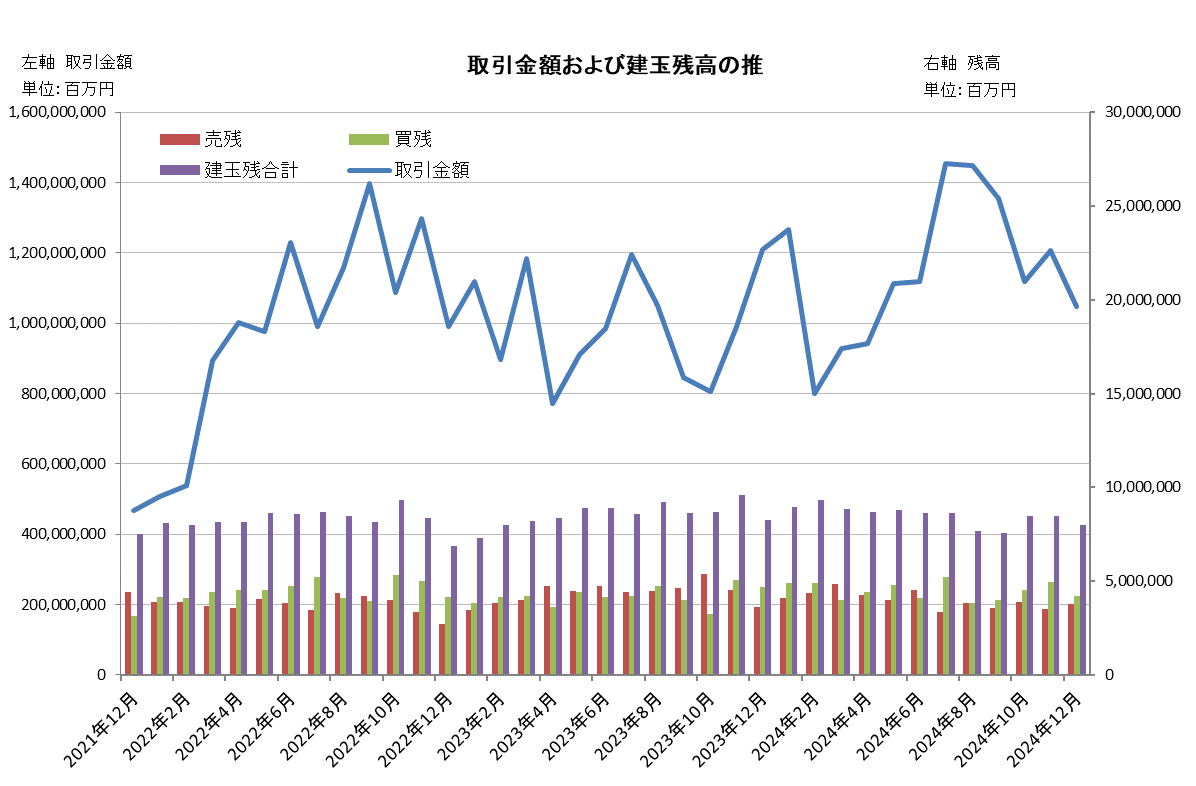 取引金額および建玉残高の推
左軸 取引金額
単位: 百万円
右軸 残高
単位: 百万円
売残
買残
建玉残合計
取引金額
1,600,000,000
1,400,000,000
1,200,000,000
1,000,000,000
800,000,000
600,000,000
400,000,000
200,000,000
0
30,000,000
25,000,000
20,000,000
15,000,000
10,000,000
5,000,000
0
2021年12月
2022年2月
2022年4月
2022年6月
2022年8月
2022年10月
2022年12月
2023年2月
2023年4月
2023年6月
2023年8月
2023年10月
2023年12月
2024年2月
2024年4月
2024年6月
2024年8月
2024年10月
2024年12月